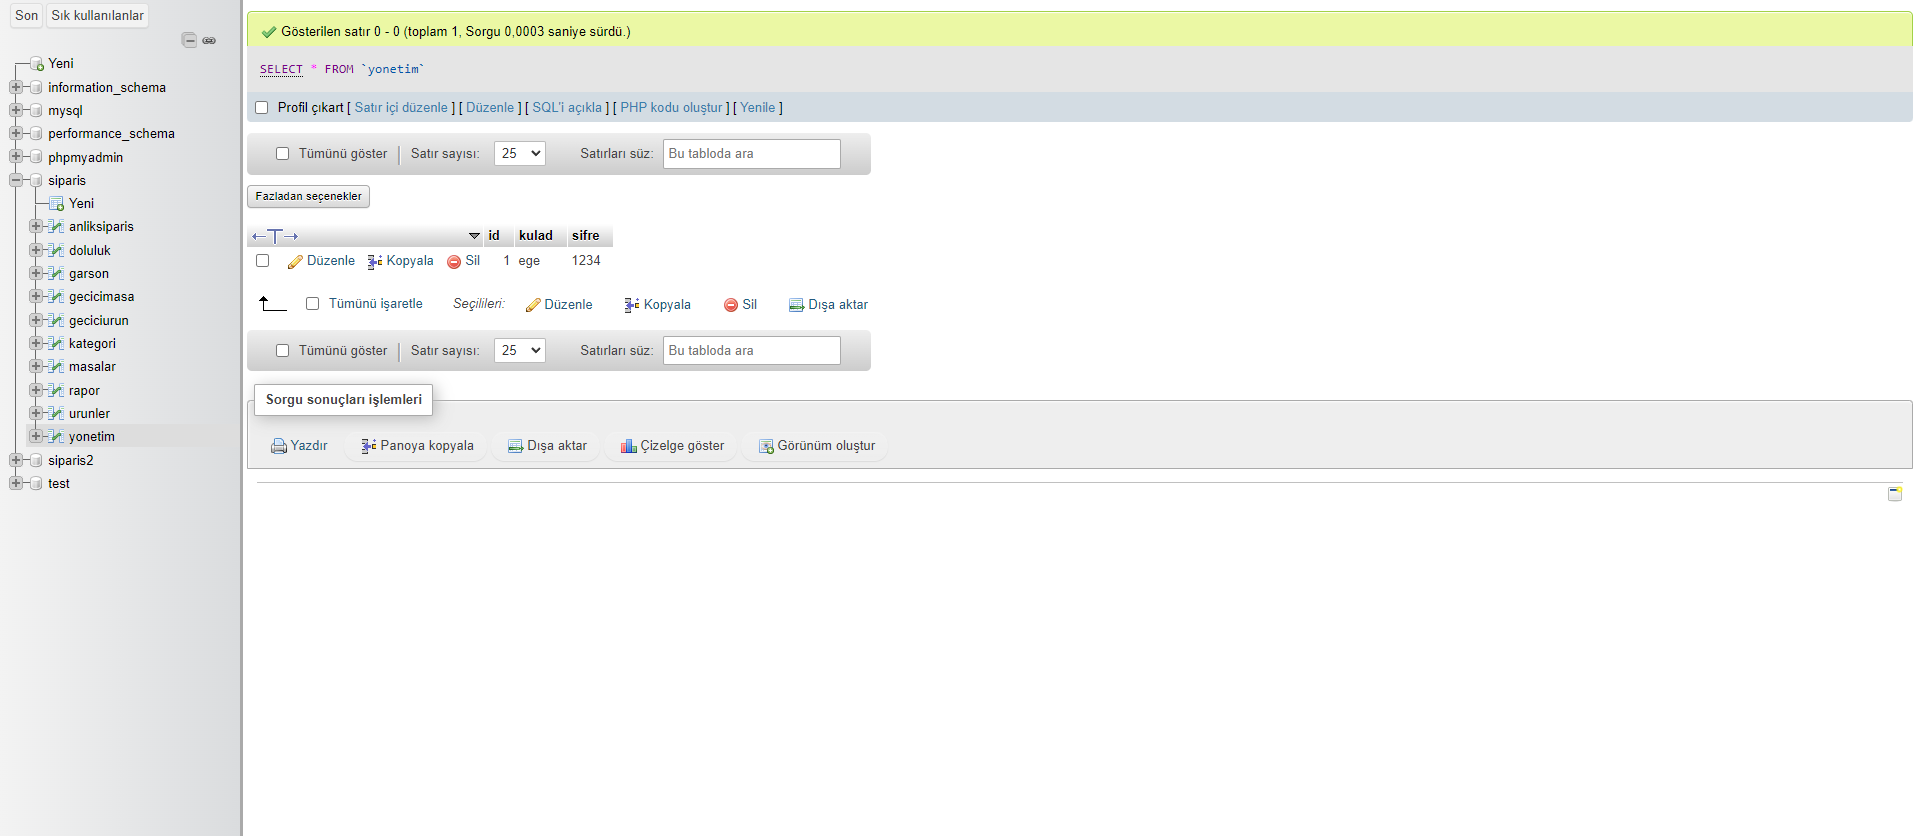 Son Sık kullanılanlar
Yeni
information_schema
mysql
performance_schema
phpmyadmin
siparis
Yeni
anliksiparis
doluluk
garson
gecicimasa
geciciurun
kategori
masalar
rapor
urunler
yonetim
siparis2
test
Gösterilen satır 0 - 0 (toplam 1, Sorgu 0,0003 saniye sürdü.)
SELECT * FROM `yonetim`
Profil çıkart [ Satır içi düzenle ] [ Düzenle ] [ SQL'i açıkla ] [ PHP kodu oluştur ] [ Yenile ]
Tümünü göster Satır sayısı: 25 Satırları süz: Bu tabloda ara
Fazladan seçenekler
id kulad sifre
Düzenle Kopyala Sil 1 ege 1234
Tümünü işaretle Seçilileri: Düzenle Kopyala Sil Dışa aktar
Tümünü göster Satır sayısı: 25 Satırları süz: Bu tabloda ara
Sorgu sonuçları işlemleri
Yazdır Panoya kopyala Dışa aktar Çizelge göster Görünüm oluştur